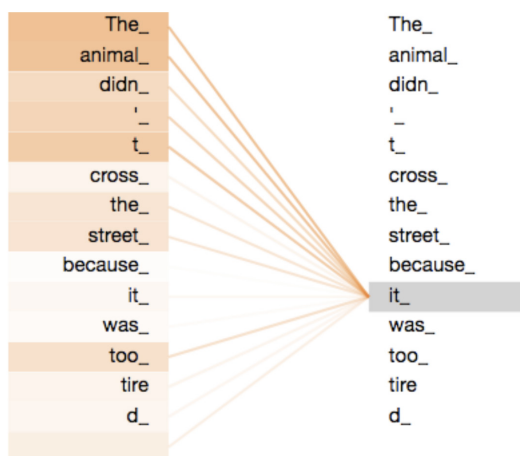 The_ The_
animal_ animal_
didn_ didn_
'_ '_
t_ t_
cross_ cross_
the_ the_
street_ street_
because_ because_
it_ it_
was_ was_
too_ too_
tire tire
d_ d_